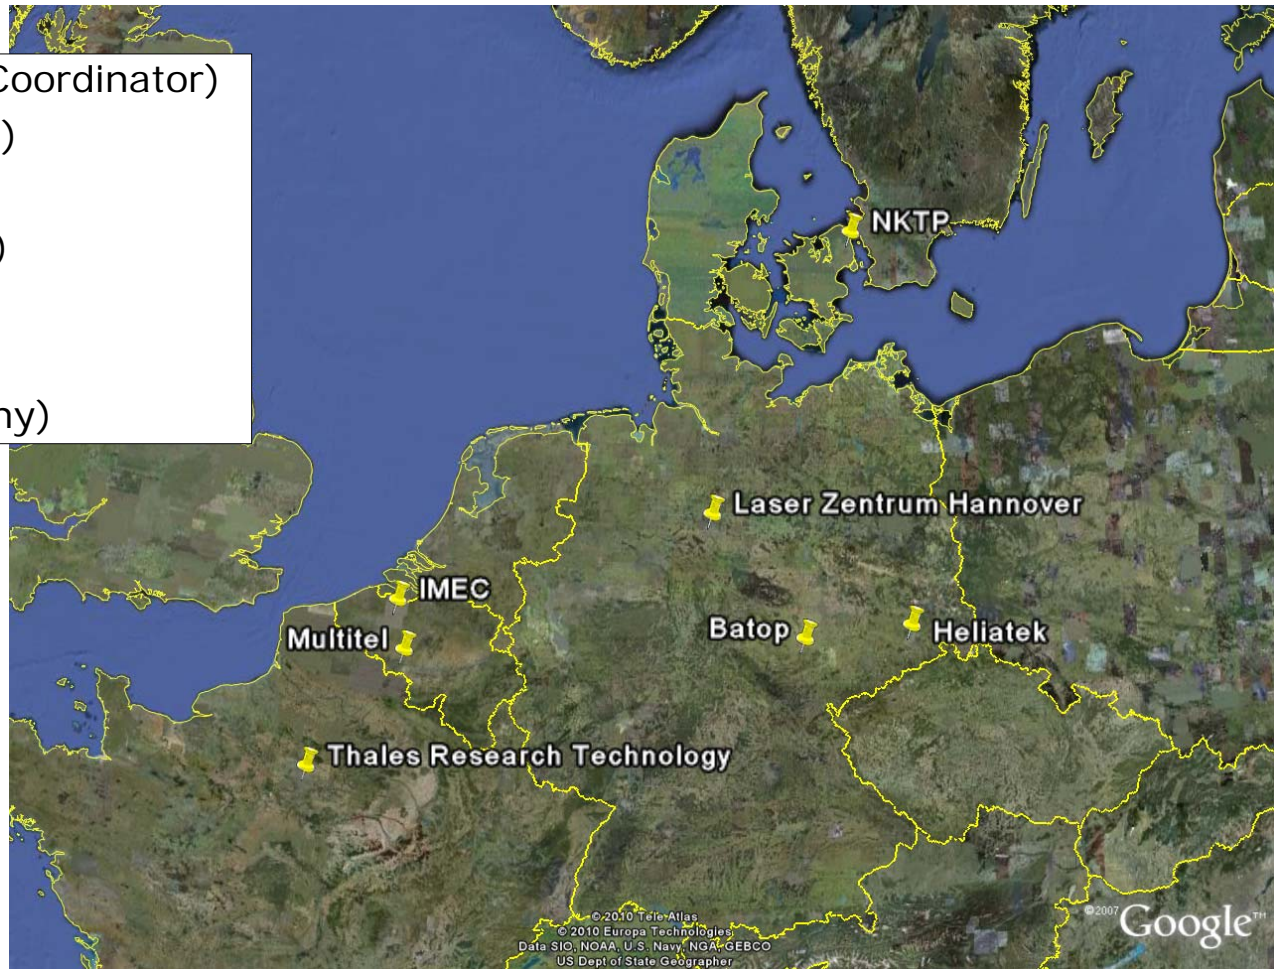 Coordinator)
)
)
ny)
NKTP
Laser Zentrum Hannover
IMEC
Multitel
Batop
Heliatek
Thales Research Technology
© 2010 Tele Atlas
© 2010 Europa Technologies
Data SIO, NOAA, U.S. Navy, NGA, GEBCO
US Dept of State Geographer
©2007 Google™